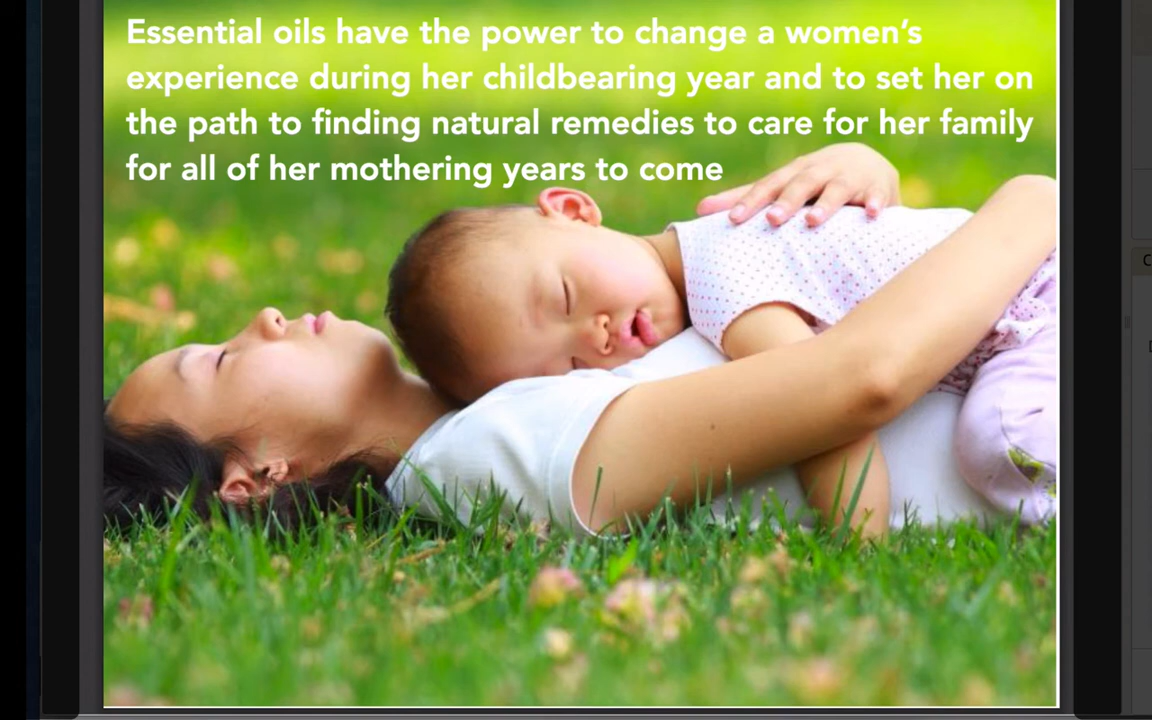 Essential oils have the power to change a women’s
experience during her childbearing year and to set her on
the path to finding natural remedies to care for her family
for all of her mothering years to come